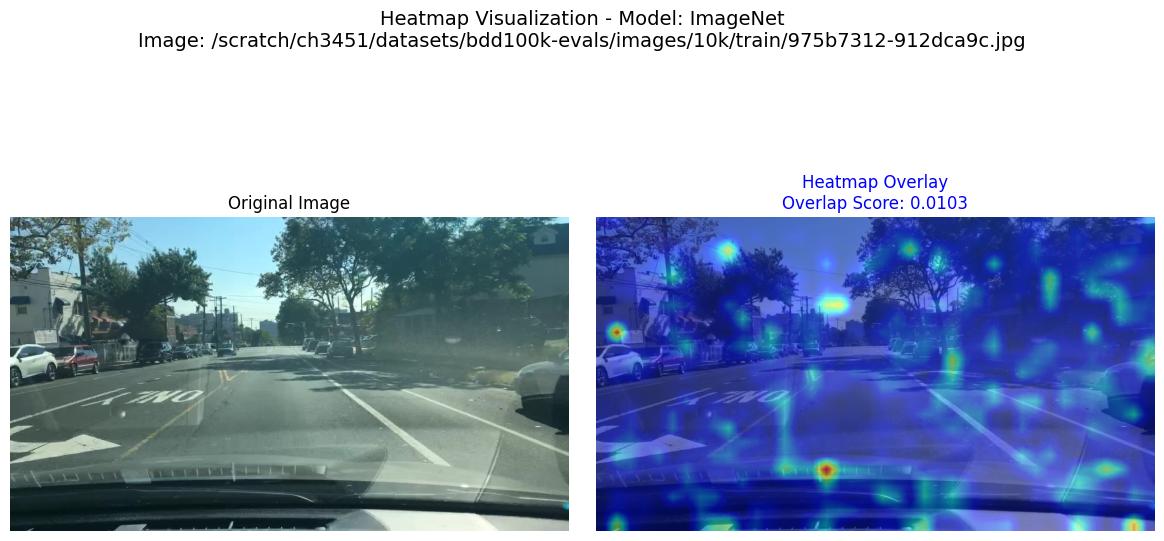 Heatmap Visualization - Model: ImageNet
Image: /scratch/ch3451/datasets/bdd100k-evals/images/10k/train/975b7312-912dca9c.jpg
Original Image
Heatmap Overlay
Overlap Score: 0.0103
ONLY
ONLY